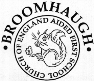 • BROOMHAUGH •
CHURCH OF ENGLAND AIDED FIRST SCHOOL